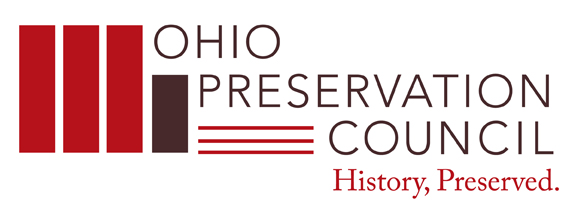 OHIO
PRESERVATION
COUNCIL
History, Preserved.